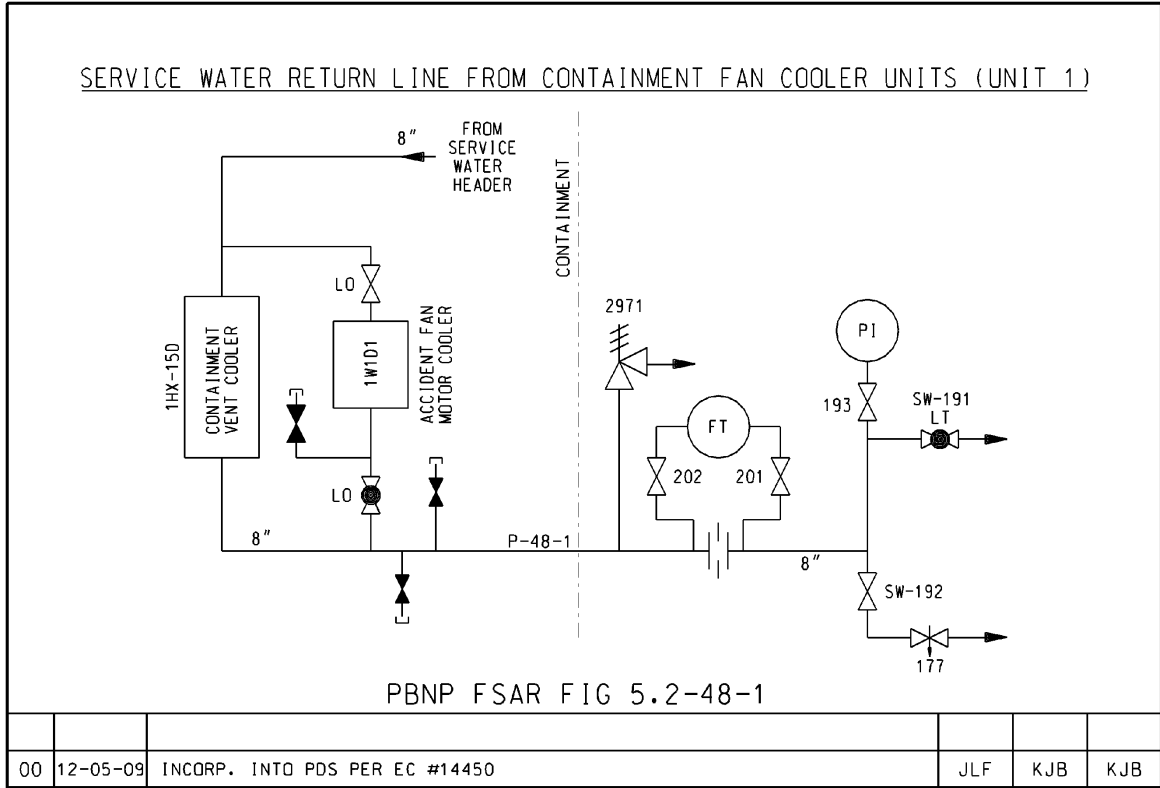 SERVICE WATER RETURN LINE FROM CONTAINMENT FAN COOLER UNITS (UNIT 1)
8"
FROM
SERVICE
WATER
HEADER
CONTAINMENT
LO
1HX-15D
CONTAINMENT
VENT COOLER
1W1D1
ACCIDENT FAN
MOTOR COOLER
2971
PI
193
SW-191
LT
FT
202
201
LO
8"
P-48-1
8"
SW-192
177
PBNP FSAR FIG 5.2-48-1
00 12-05-09 INCORP. INTO PDS PER EC #14450 JLF KJB KJB